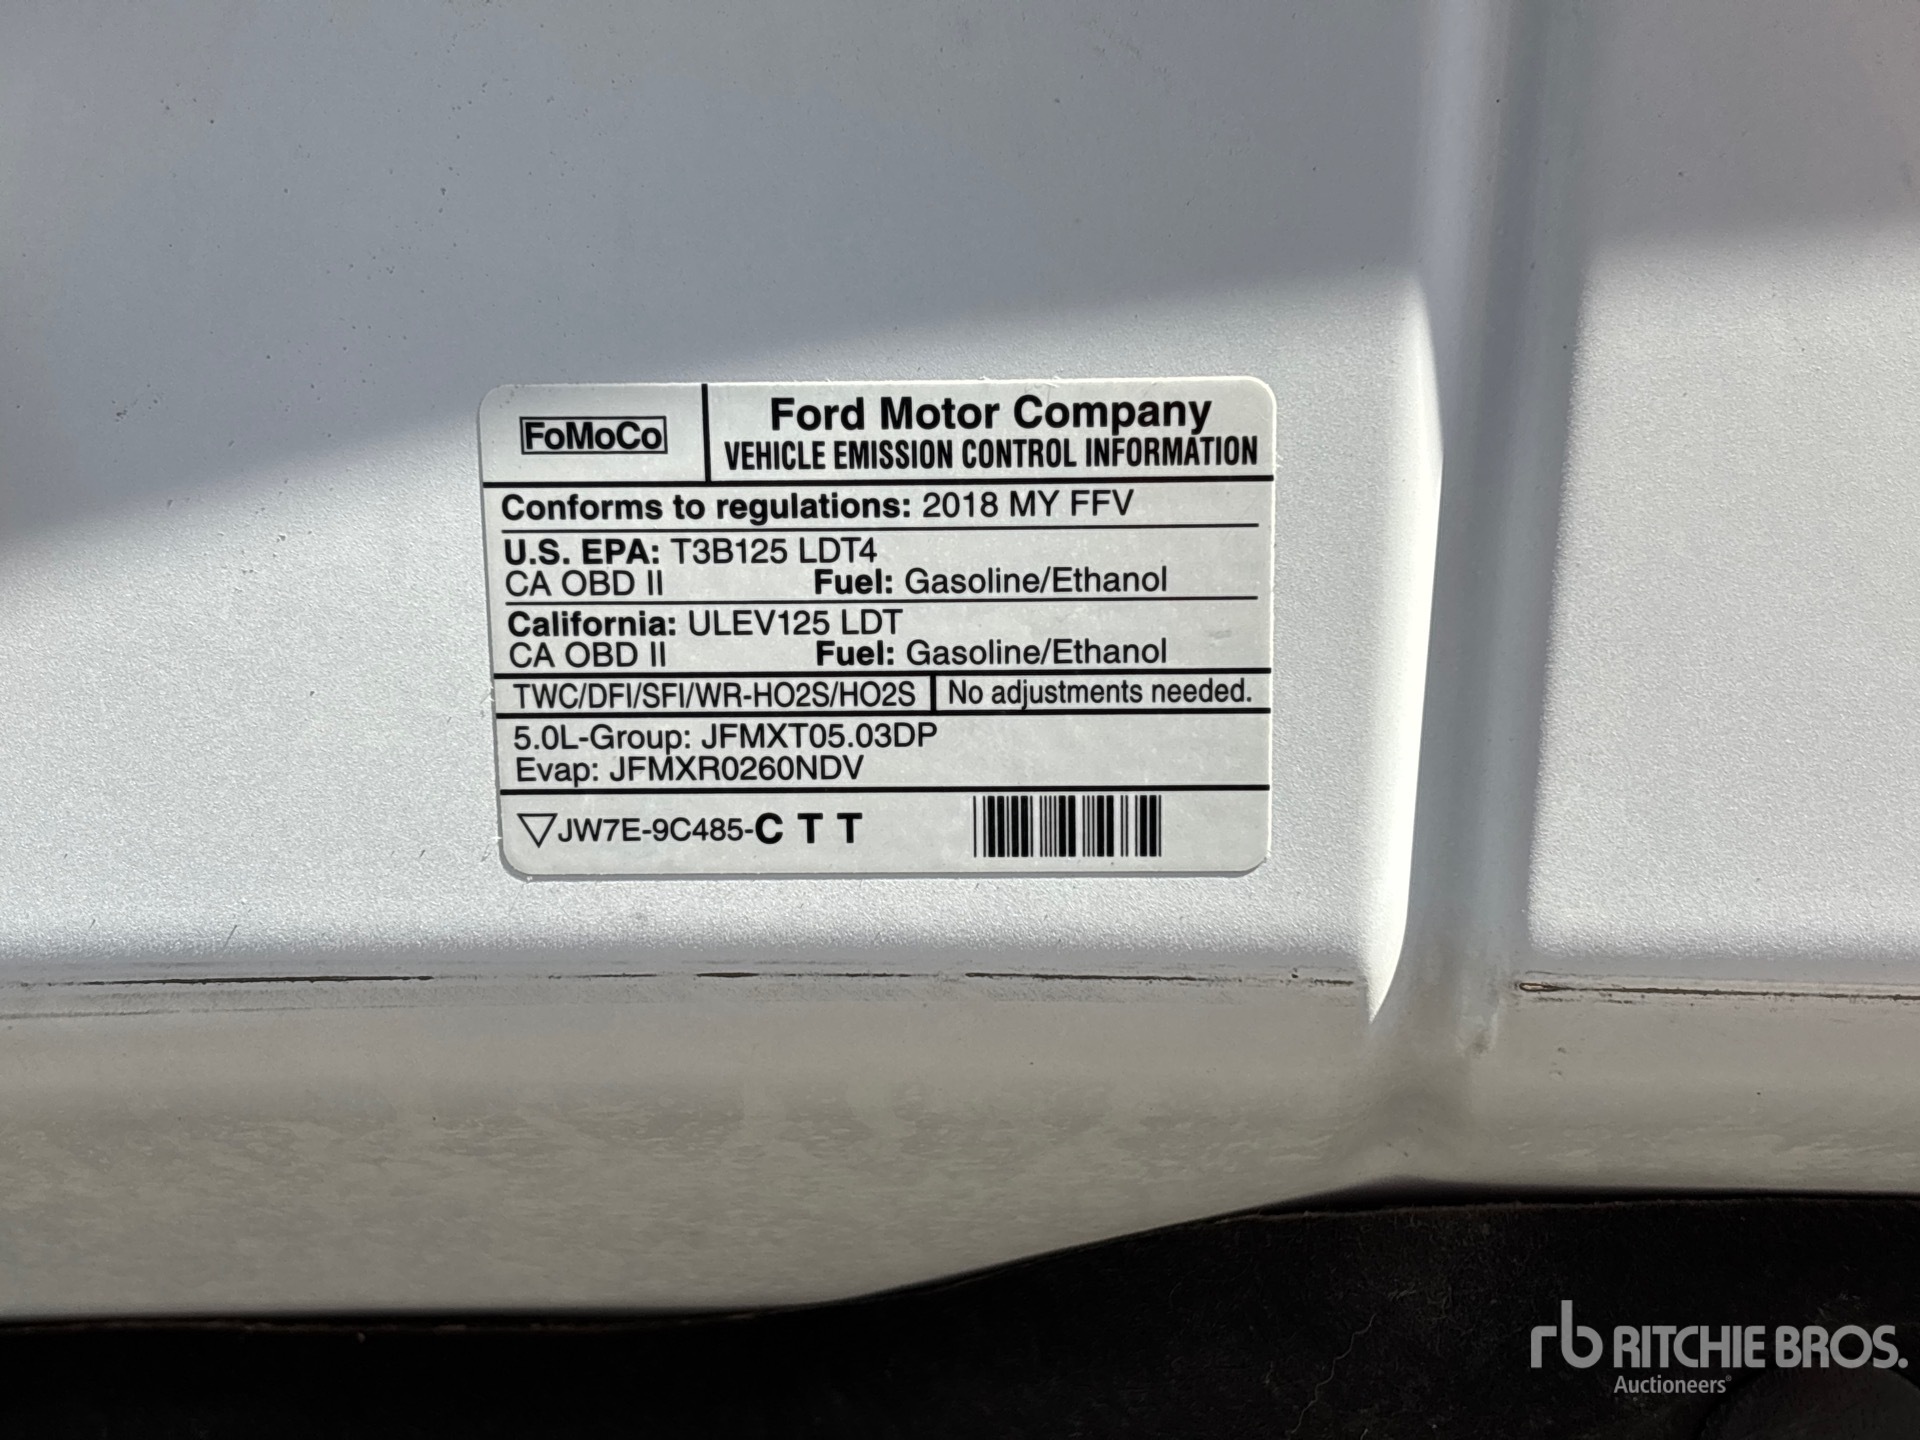 FoMoCo
Ford Motor Company
VEHICLE EMISSION CONTROL INFORMATION
Conforms to regulations: 2018 MY FFV
U.S. EPA: T3B125 LDT4
CA OBD II Fuel: Gasoline/Ethanol
California: ULEV125 LDT
CA OBD II Fuel: Gasoline/Ethanol
TWC/DFI/SFI/WR-HO2S/HO2S No adjustments needed.
5.0L-Group: JFMXT05.03DP
Evap: JFMXR0260NDV
▽JW7E-9C485-C T T
rb RITCHIE BROS.
Auctioneers®